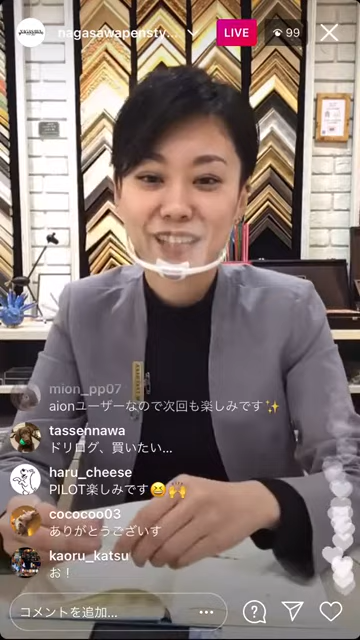 nagasawapensty...
LIVE
99
mion_pp07
aionユーザーなので次回も楽しみです✨
tassennawa
ドリログ、買いたい...
haru_cheese
PILOT楽しみです😆🙌
cococoo03
ありがとうございす
kaoru_katsu
お！
コメントを追加...